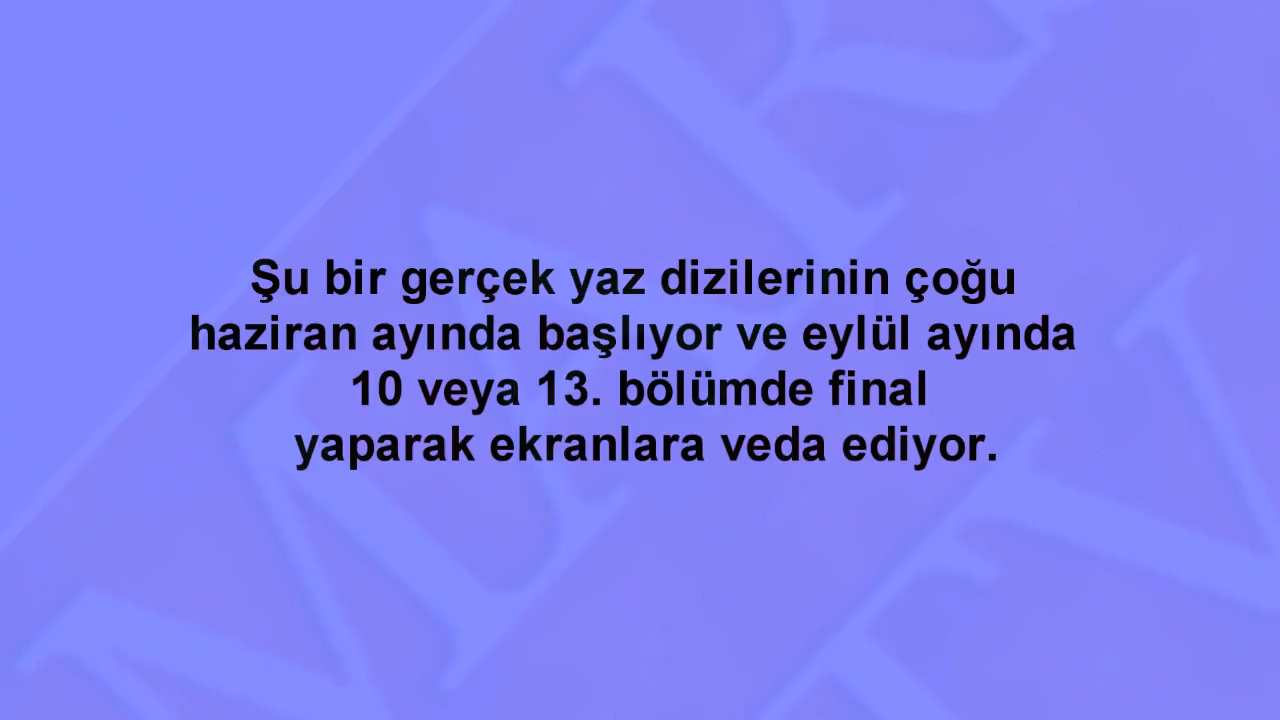 Şu bir gerçek yaz dizilerinin çoğu
haziran ayında başlıyor ve eylül ayında
10 veya 13. bölümde final
yaparak ekranlara veda ediyor.